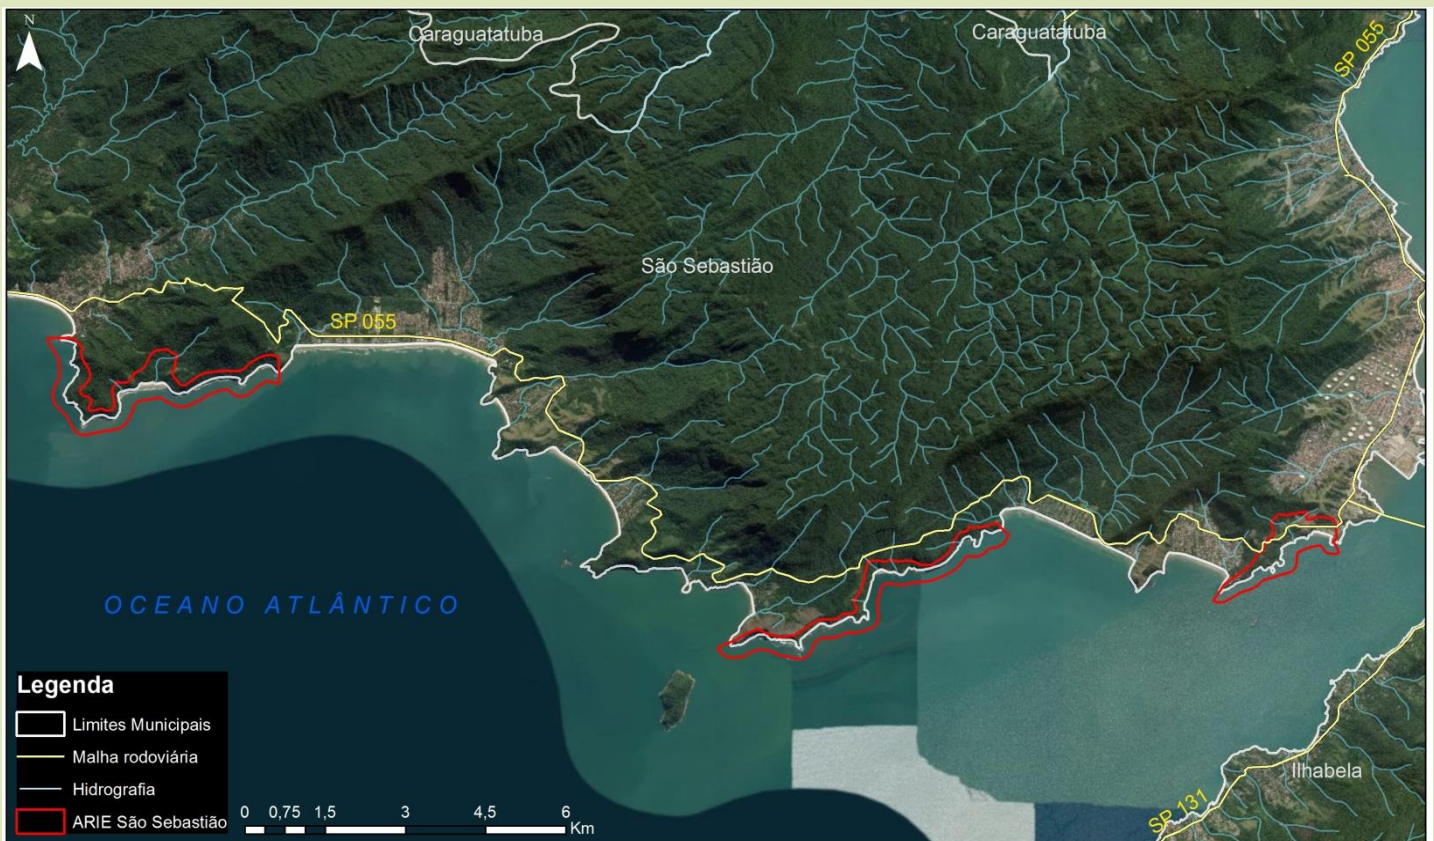 N
Caraguatatuba
Caraguatatuba
SP 055
São Sebastião
SP 055
OCEANO ATLÂNTICO
Legenda
Limites Municipais
Malha rodoviária
Hidrografia
ARIE São Sebastião
0 0,75 1,5 3 4,5 6
Km
Ilhabela
SP 131